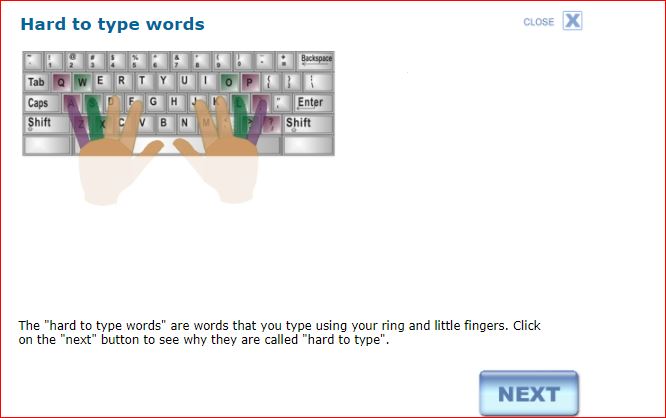 Hard to type words
CLOSE X
~ ` ! 1 @ 2 # 3 $ 4 % 5 ^ 6 & 7 * 8 ( 9 ) 0 _ - + = Backspace
Tab Q W E R T Y U I O P { } | \
Caps A S D F G H J K L " ' Enter
Shift Z X C V B N M < > ? Shift
The "hard to type words" are words that you type using your ring and little fingers. Click
on the "next" button to see why they are called "hard to type".
NEXT